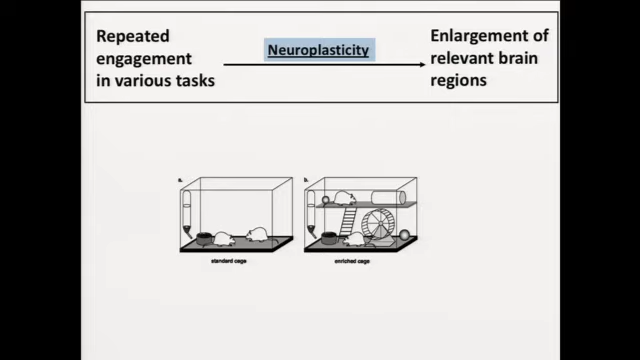 Repeated
engagement
in various tasks
Neuroplasticity
Enlargement of
relevant brain
regions
a.
b.
standard cage
enriched cage